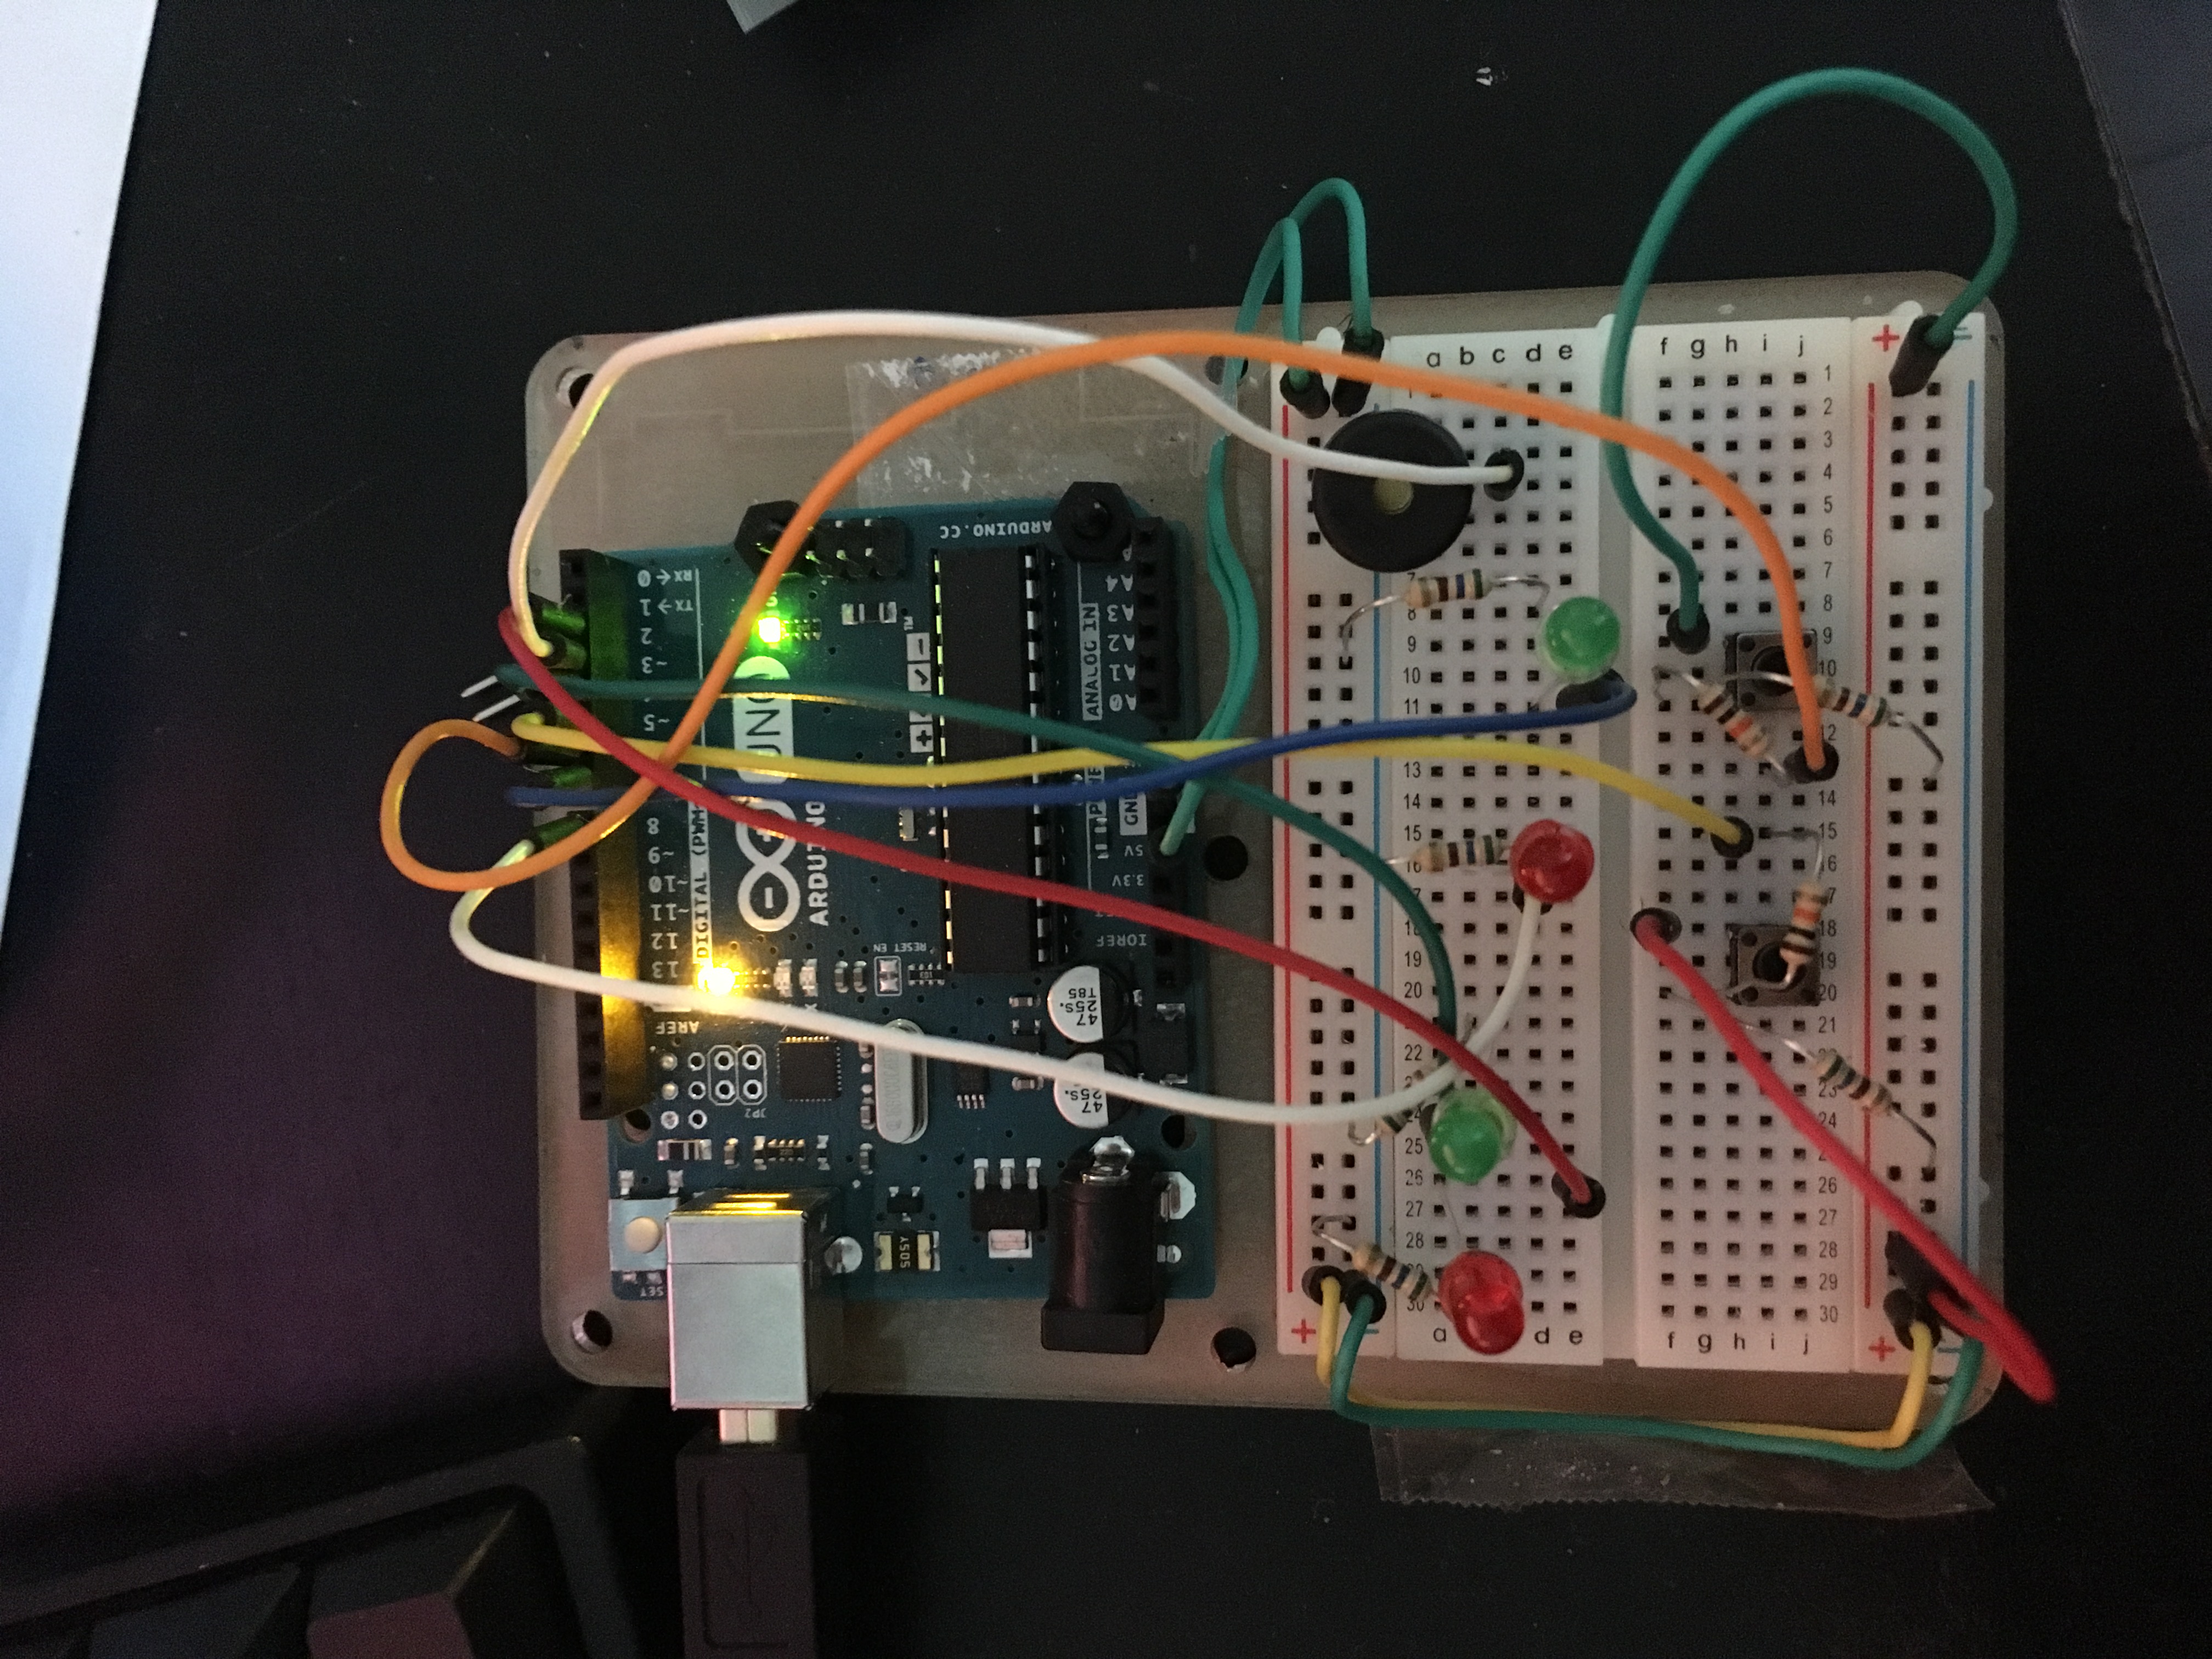 AREF
13
12
~11
~10
~9
8
~5
~3
2
TX→1
RX←0
DIGITAL (PWM
JP2
UNO
ARDUINO
RESET EN
505Y
ARDUINO.CC
47
25S.
47
25S.
T85
IOREF
3.3V
5V
GND
ANALOG IN
A0
A1
A2
A3
A4
+
30 28 27 26 25 22 20 19 16 15 14 13 11 10 9 8
a
a
b
c
d
d
e
e
f
f
g
g
h
h
i
i
j
j
30 29 28 27 26 24 23 22 21 20 19 18 17 16 15 14 12 10 9 8 7 6 5 4 3 2 1
+
+